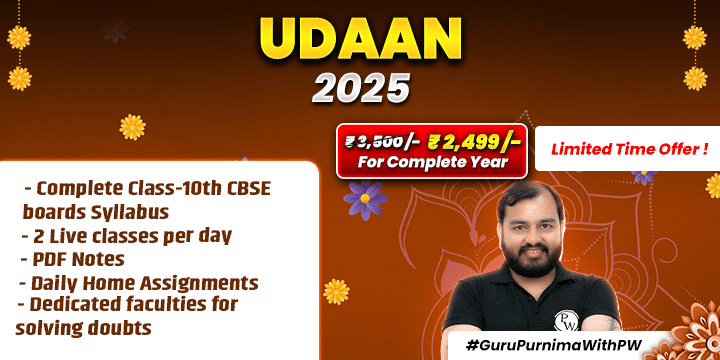 UDAAN
2025
₹ 3,500/- ₹ 2,499/-
For Complete Year
Limited Time Offer !
- Complete Class-10th CBSE
boards Syllabus
- 2 Live classes per day
- PDF Notes
- Daily Home Assignments
- Dedicated faculties for
solving doubts
PW
#GuruPurnimaWithPW